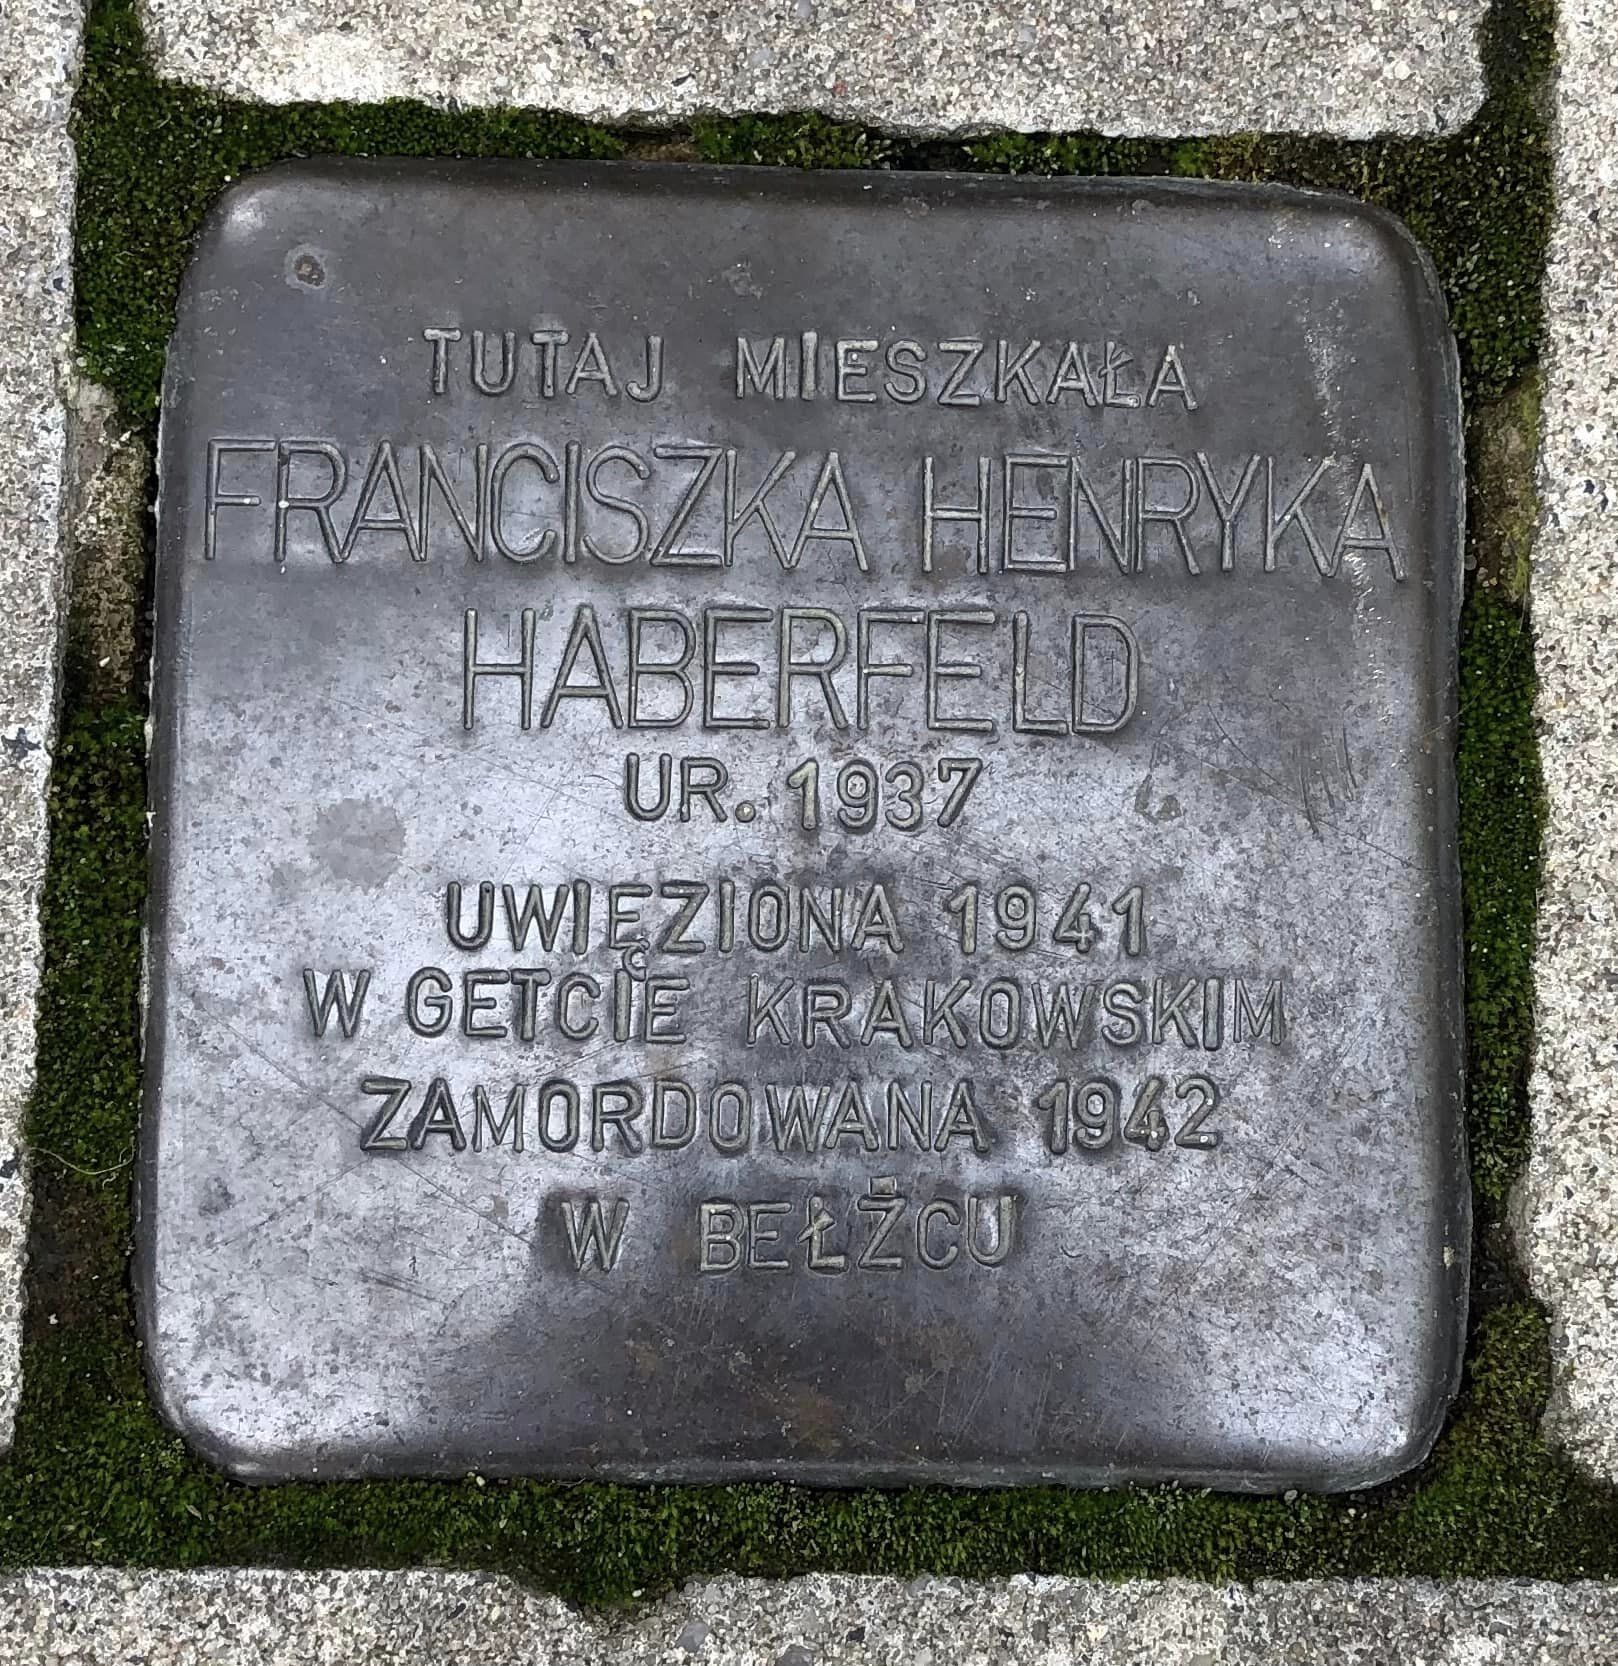 TUTAJ MIESZKAŁA
FRANCISZKA HENRYKA
HABERFELD
UR. 1937
UWIĘZIONA 1941
W GETCIE KRAKOWSKIM
ZAMORDOWANA 1942
W BEŁŻCU